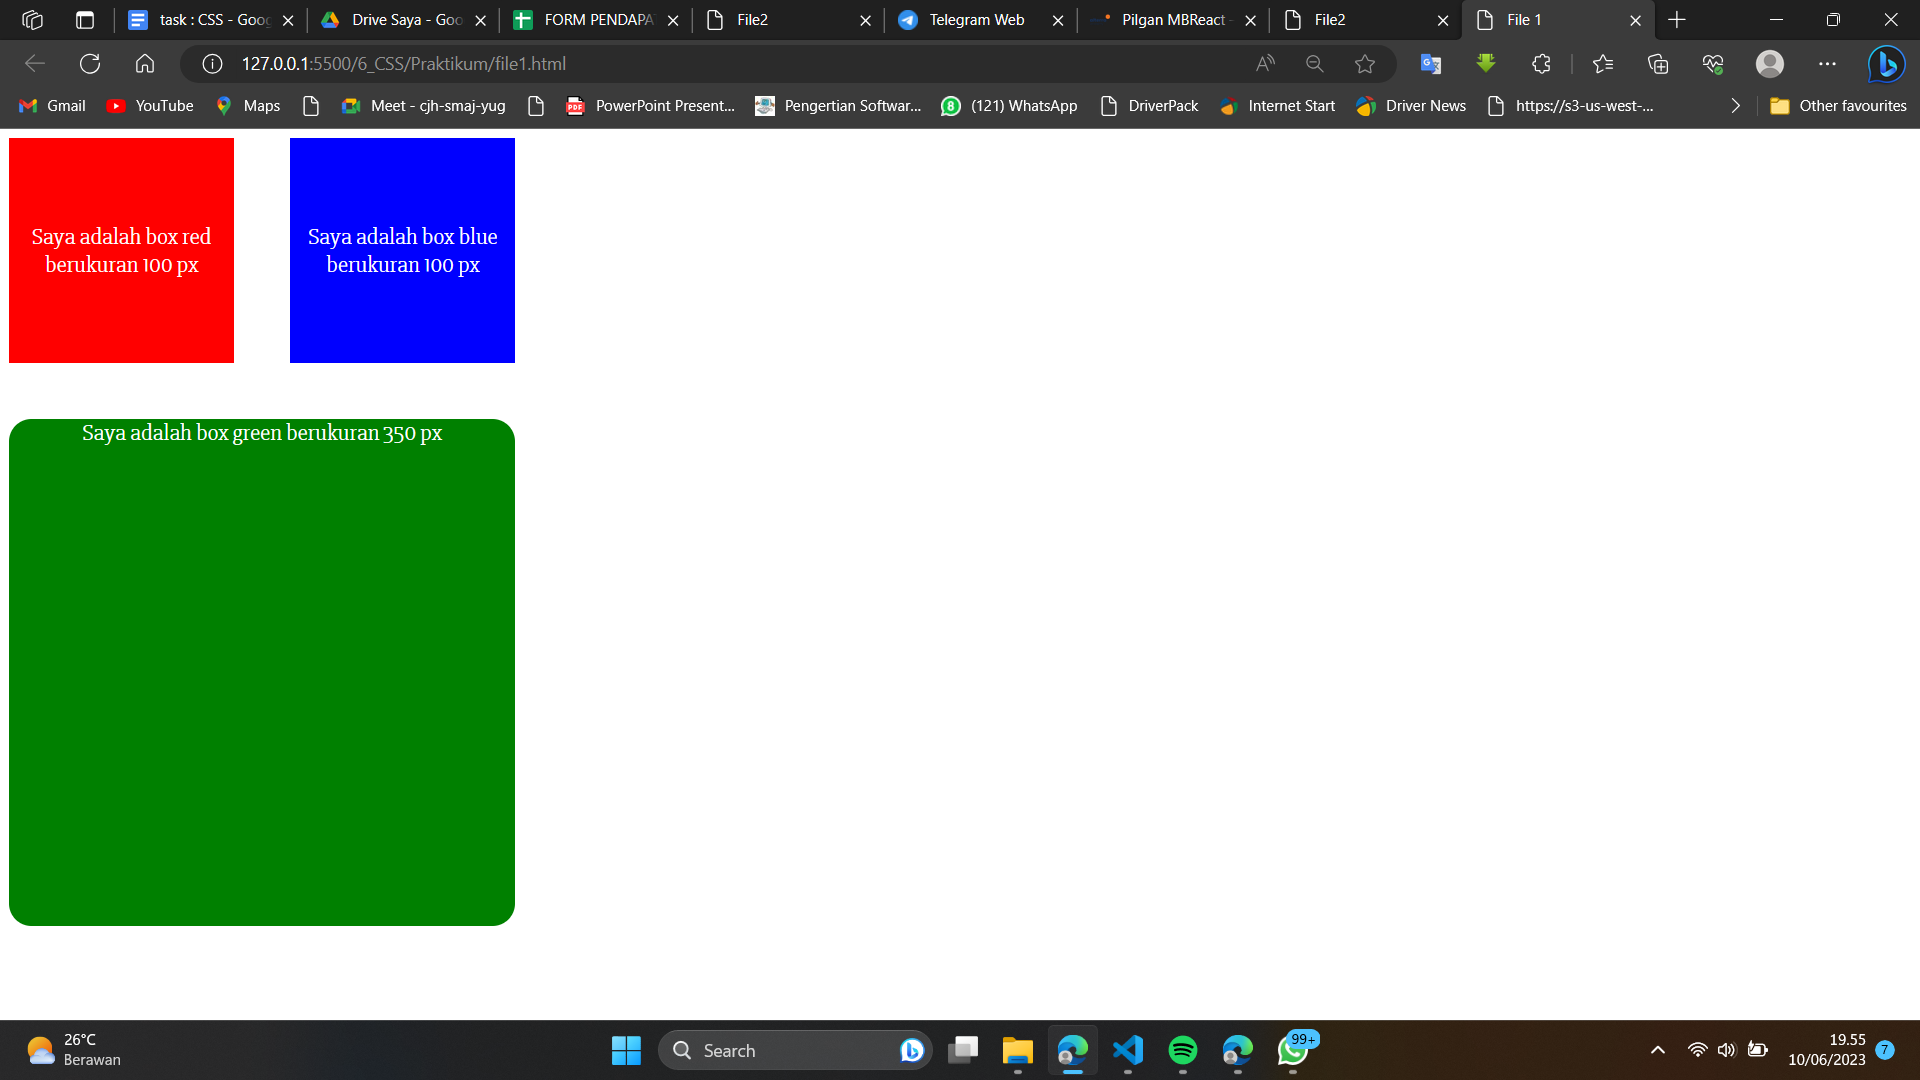 task : CSS - Goog
Drive Saya - Goo
FORM PENDAPA
File2
Telegram Web
Pilgan MBReact -
File2
File 1
127.0.0.1:5500/6_CSS/Praktikum/file1.html
Gmail
YouTube
Maps
Meet - cjh-smaj-yug
PDF
PowerPoint Present...
Pengertian Softwar...
8
(121) WhatsApp
DriverPack
Internet Start
Driver News
https://s3-us-west-...
Other favourites
Saya adalah box red
berukuran 100 px
Saya adalah box blue
berukuran 100 px
Saya adalah box green berukuran 350 px
26°C
Berawan
Search
99+
19.55
10/06/2023
7